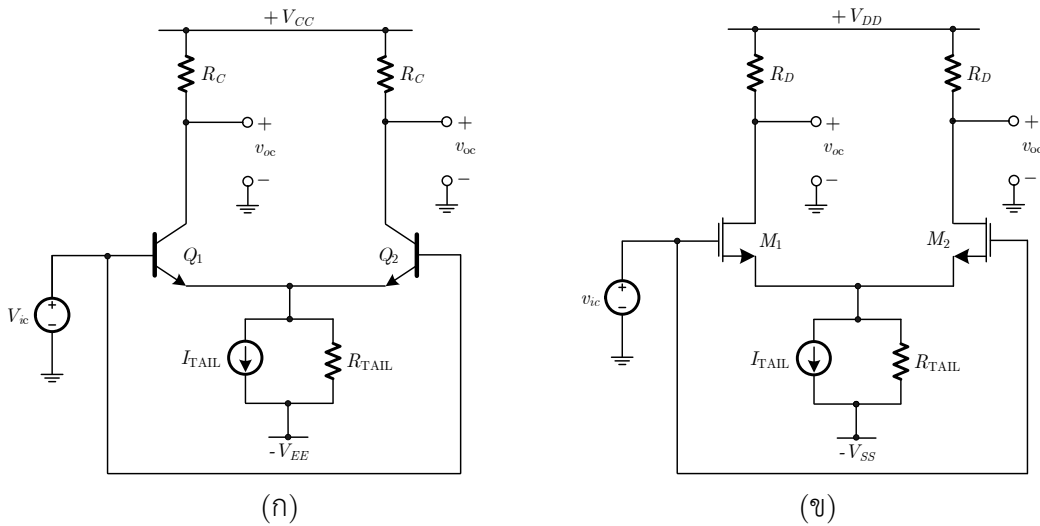 +V_CC
R_C
R_C
+
v_oc
−
+
v_oc
−
Q_1
Q_2
V_ic
+
−
I_TAIL
R_TAIL
-V_EE
(ก)
+V_DD
R_D
R_D
+
v_oc
−
+
v_oc
−
M_1
M_2
v_ic
+
−
I_TAIL
R_TAIL
-V_SS
(ข)